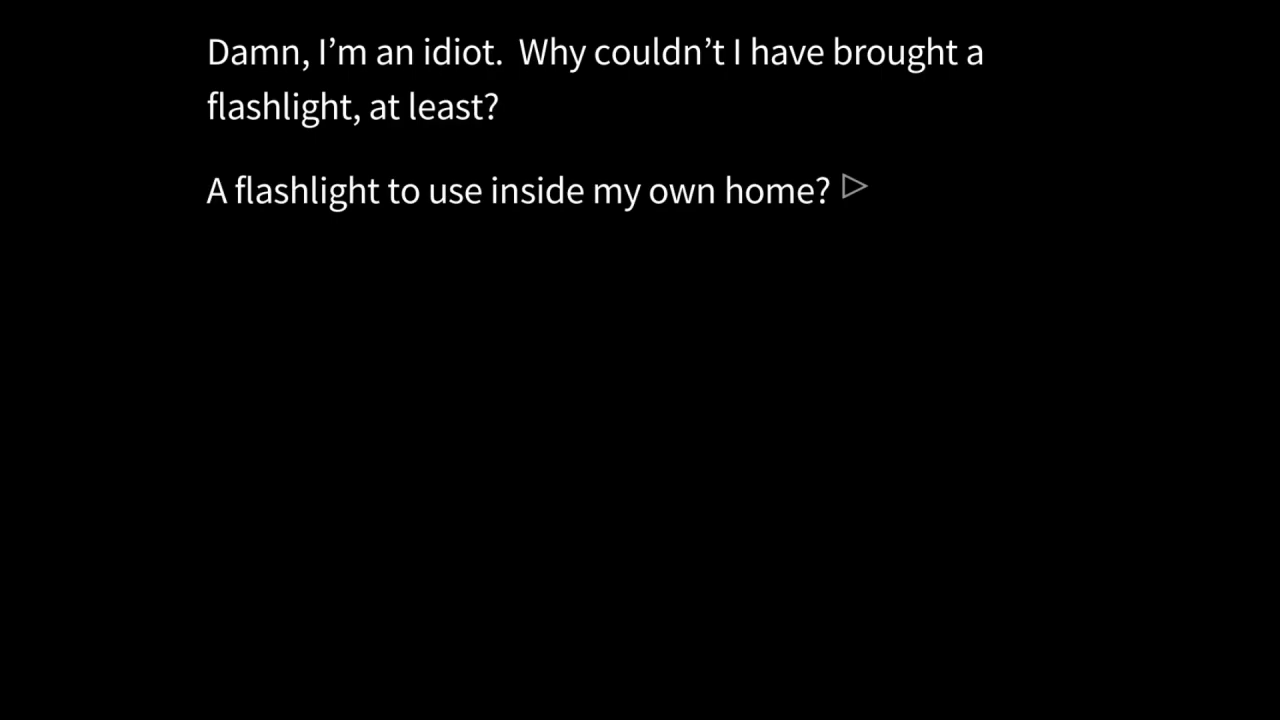 Damn, I’m an idiot.  Why couldn’t I have brought a
flashlight, at least?
A flashlight to use inside my own home?